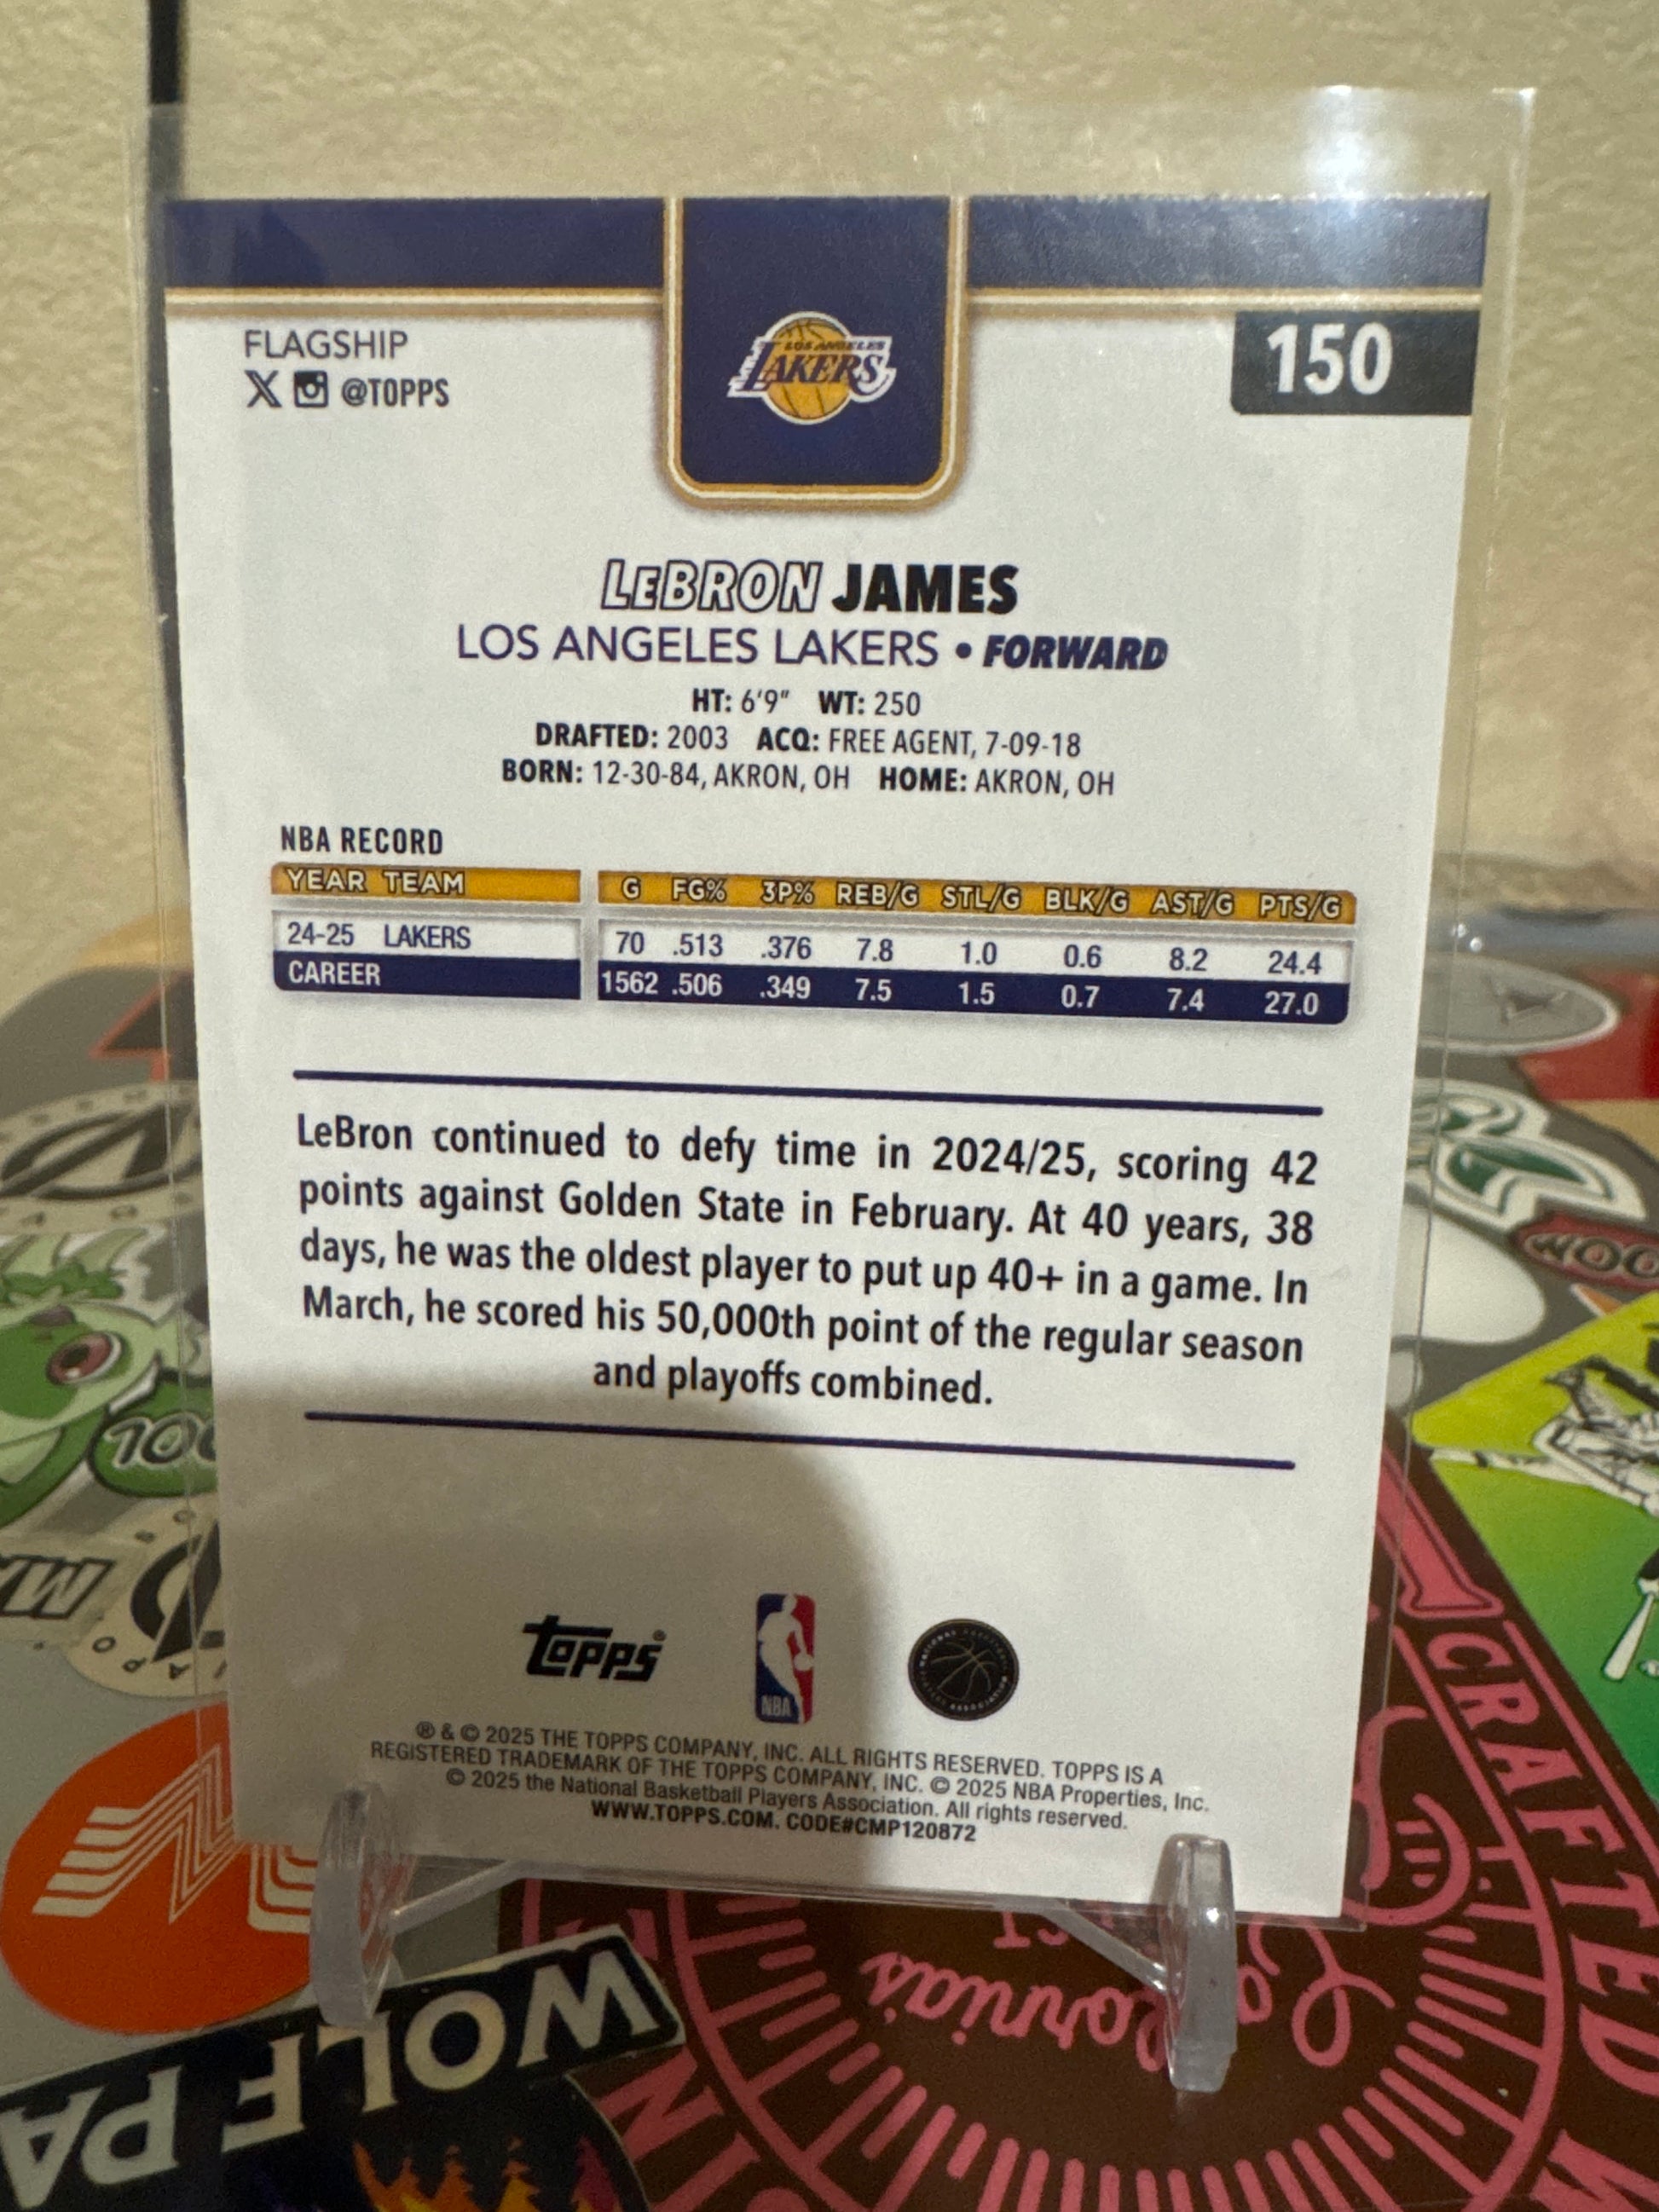 FLAGSHIP
@TOPPS
LOS ANGELES
LAKERS
150
LeBRON JAMES
LOS ANGELES LAKERS • FORWARD
HT: 6'9" WT: 250
DRAFTED: 2003 ACQ: FREE AGENT, 7-09-18
BORN: 12-30-84, AKRON, OH HOME: AKRON, OH
NBA RECORD
YEAR TEAM G FG% 3P% REB/G STL/G BLK/G AST/G PTS/G
24-25 LAKERS 70 .513 .376 7.8 1.0 0.6 8.2 24.4
CAREER 1562 .506 .349 7.5 1.5 0.7 7.4 27.0
LeBron continued to defy time in 2024/25, scoring 42
points against Golden State in February. At 40 years, 38
days, he was the oldest player to put up 40+ in a game. In
March, he scored his 50,000th point of the regular season
and playoffs combined.
topps®
NBA
® & © 2025 THE TOPPS COMPANY, INC. ALL RIGHTS RESERVED. TOPPS IS A
REGISTERED TRADEMARK OF THE TOPPS COMPANY, INC. © 2025 NBA Properties, Inc.
© 2025 the National Basketball Players Association. All rights reserved.
WWW.TOPPS.COM. CODE#CMP120872
WOLF PA
CRAFTED